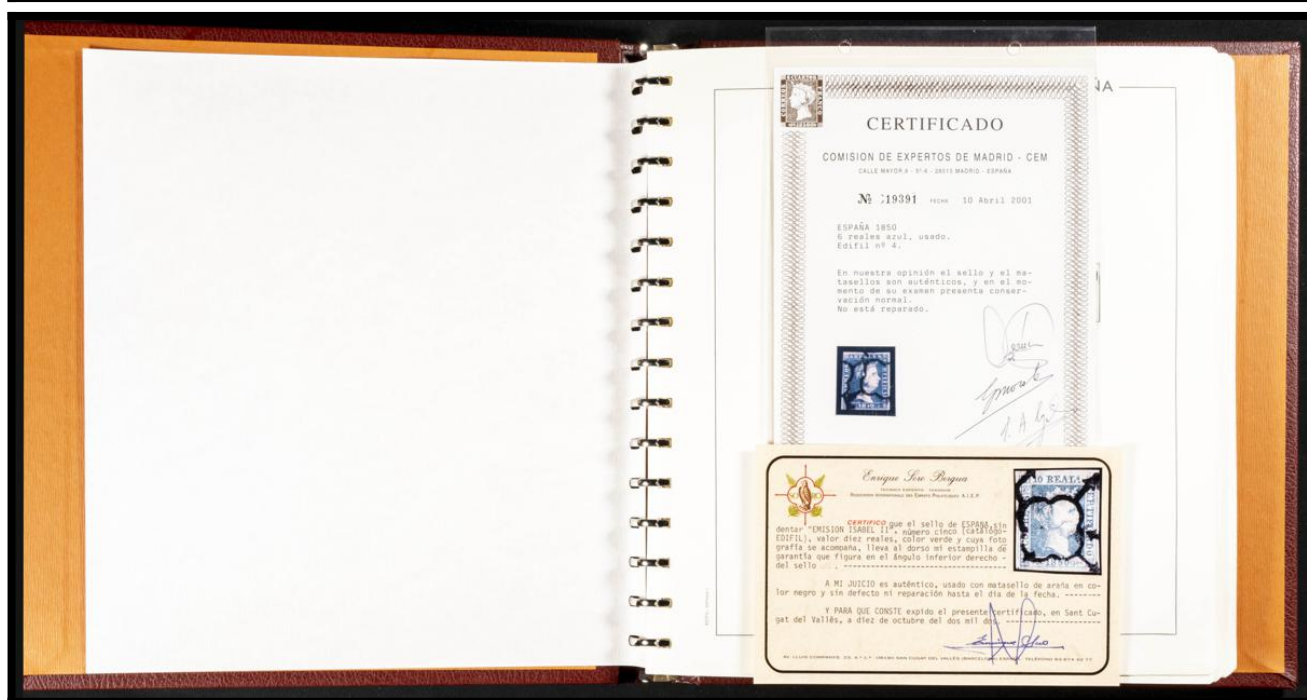 CERTIFICADO
COMISION DE EXPERTOS DE MADRID - CEM
CALLE MAYOR,4 - 5º-6 - 28013 MADRID - ESPAÑA
Nº 19391 FECHA 10 Abril 2001
ESPAÑA 1850
6 reales azul, usado.
Edifil nº 4.
En nuestra opinión el sello y el ma-
tasellos son auténticos, y en el mo-
mento de su examen presenta conser-
vación normal.
No está reparado.
Enrique Soro Bergua
CERTIFICO que el sello de ESPAÑA sin
dentar "EMISION ISABEL II", número cinco (catálogo-
EDIFIL), valor diez reales, color verde y cuya foto
grafía se acompaña, lleva al dorso mi estampilla de
garantía que figura en el ángulo inferior derecho -
del sello . ------------------------------------
A MI JUICIO es auténtico, usado con matasello de araña en co-
lor negro y sin defecto ni reparación hasta el día de la fecha. --------
Y PARA QUE CONSTE expido el presente certificado, en Sant Cu-
gat del Vallés, a diez de octubre del dos mil dos. -----------------
10 REALS